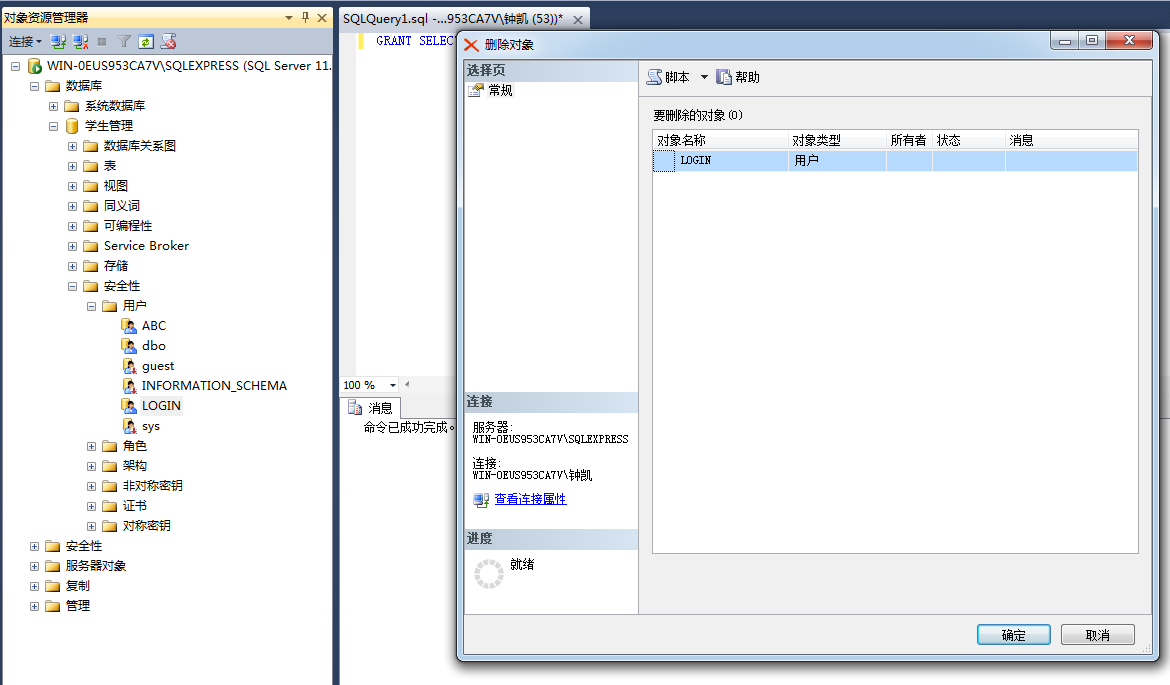 对象资源管理器
连接
WIN-0EUS953CA7V\SQLEXPRESS (SQL Server 11.
数据库
系统数据库
学生管理
数据库关系图
表
视图
同义词
可编程性
Service Broker
存储
安全性
用户
ABC
dbo
guest
INFORMATION_SCHEMA
LOGIN
sys
角色
架构
非对称密钥
证书
对称密钥
安全性
服务器对象
复制
管理
SQLQuery1.sql -...953CA7V\钟凯 (53))*
GRANT SELEC
100 %
消息
命令已成功完成。
删除对象
选择页
常规
连接
服务器:
WIN-0EUS953CA7V\SQLEXPRESS
连接:
WIN-0EUS953CA7V\钟凯
查看连接属性
进度
就绪
脚本 帮助
要删除的对象(O)
对象名称 对象类型 所有者 状态 消息
LOGIN 用户
确定 取消